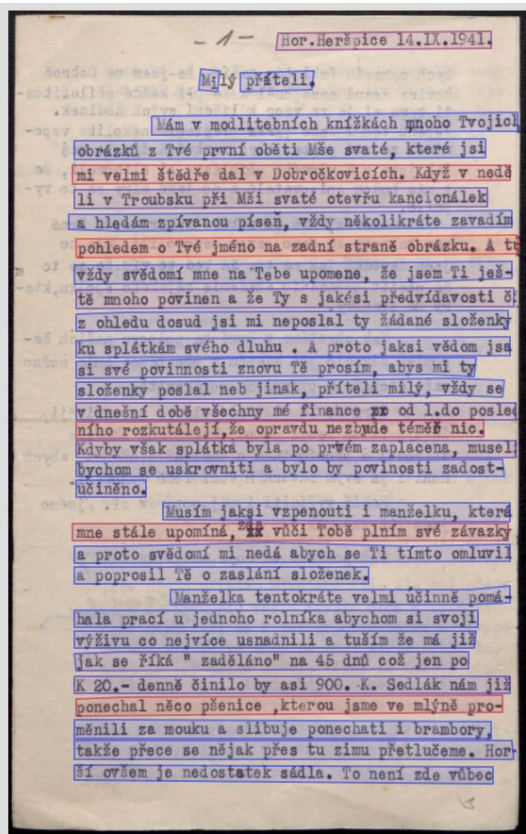 - 1 -
Hor.Heršpice 14.IX.1941.
Milý příteli.
Mám v modlitebních knížkách mnoho Tvojich
obrázků z Tvé první oběti Mše svaté, které jsi
mi velmi štědře dal v Dobročkovicích. Když v nedě
li v Troubsku při Mši svaté otevřu kancionálek
a hledám zpívanou píseň, vždy několikráte zavadím
pohledem o Tvé jméno na zadní straně obrázku. A tu
vždy svědomí mne na Tebe upomene, že jsem Ti ješ-
tě mnoho povinen a že Ty s jakési předvídavosti či
z ohledu dosud jsi mi neposlal ty žádané složenky
ku splátkám svého dluhu . A proto jaksi vědom jsa
si své povinnosti znovu Tě prosím, abys mi ty
složenky poslal neb jinak, příteli milý, vždy se
v dnešní době všechny mé finance od l.do posled
ního rozkutálejí,že opravdu nezbyde téměř nic.
Kdyby však splátka byla po prvém zaplacena, musel
bychom se uskrovniti a bylo by povinosti zadost-
učiněno.
Musím jaksi vzpenouti i manželku, která
mne stále upomíná, zda vůči Tobě plním své závazky
a proto svědomí mi nedá abych se Ti tímto omluvil
a poprosil Tě o zaslání složenek.
Manželka tentokráte velmi účinně pomá-
hala prací u jednoho rolníka abychom si svoji
výživu co nejvíce usnadnili a tuším že má již
jak se říká " zaděláno" na 45 dnů což jen po
K 20.- denně činilo by asi 900.-K. Sedlák nám již
ponechal něco pšenice ,kterou jsme ve mlýně pro-
měnili za mouku a slibuje ponechati i brambory,
takže přece se nějak přes tu zimu přetlučeme. Hor-
ší ovšem je nedostatek sádla. To není zde vůbec